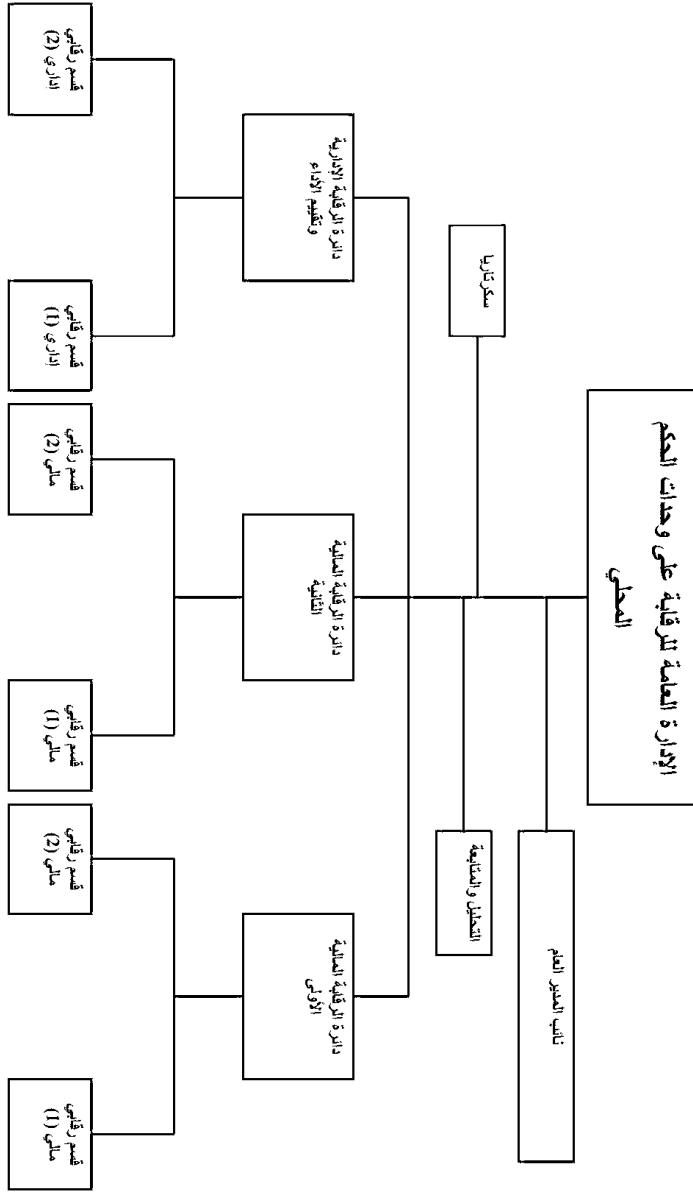 الإدارة العامة للرقابة على وحدات الحكم
المحلي
نائب المدير العام
سكرتاريا
التحليل والمتابعة
دائرة الرقابة المالية
الأولى
دائرة الرقابة المالية
الثانية
دائرة الرقابة الإدارية
وتقييم الأداء
قسم رقابي
مالي (1)
قسم رقابي
مالي (2)
قسم رقابي
مالي (1)
قسم رقابي
مالي (2)
قسم رقابي
إداري (1)
قسم رقابي
إداري (2)